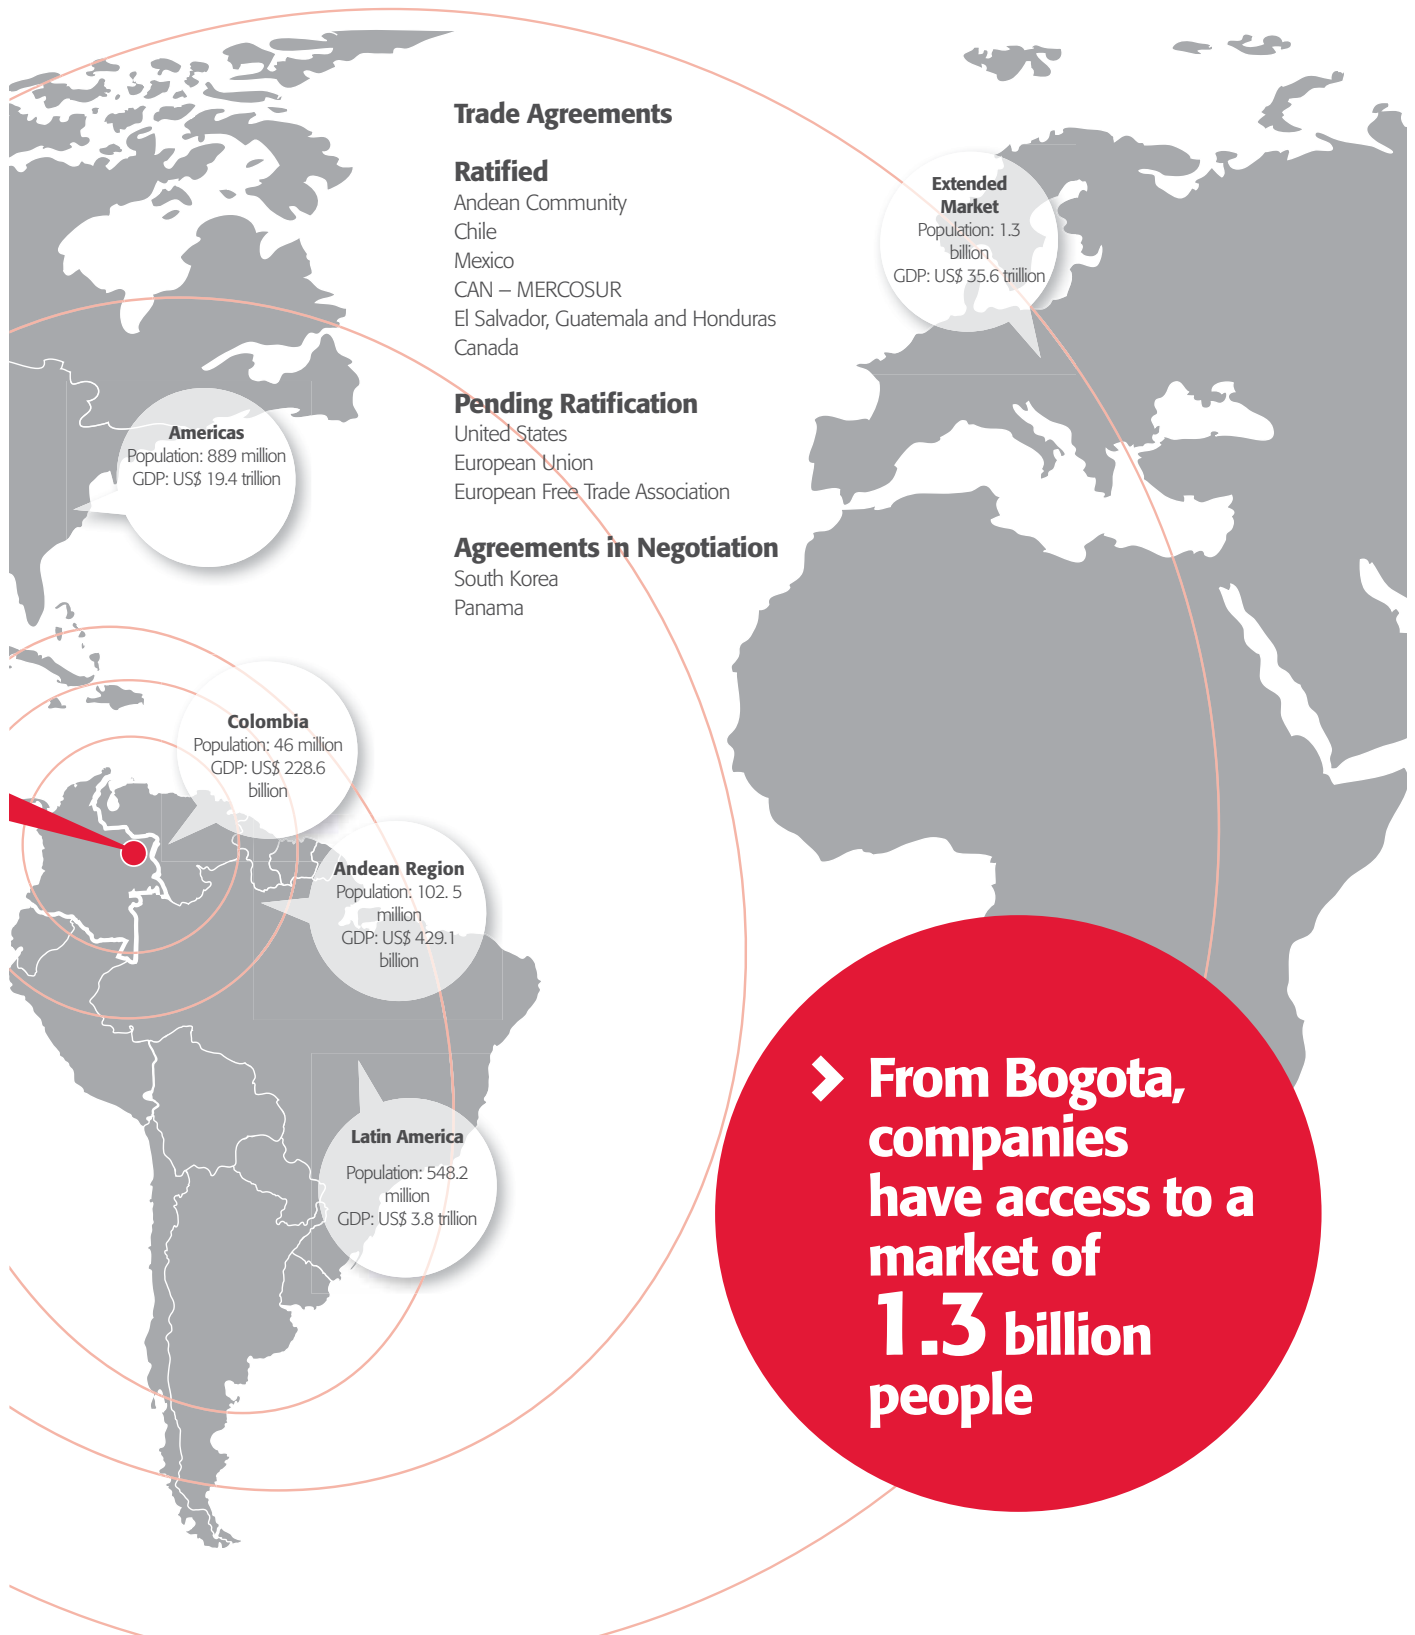 Trade Agreements
Ratified
Andean Community
Chile
Mexico
CAN – MERCOSUR
El Salvador, Guatemala and Honduras
Canada
Pending Ratification
United States
European Union
European Free Trade Association
Agreements in Negotiation
South Korea
Panama
Extended
Market
Population: 1.3
billion
GDP: US$ 35.6 triillion
Americas
Population: 889 million
GDP: US$ 19.4 trillion
Colombia
Population: 46 million
GDP: US$ 228.6
billion
Andean Region
Population: 102. 5
million
GDP: US$ 429.1
billion
Latin America
Population: 548.2
million
GDP: US$ 3.8 trillion
From Bogota,
companies
have access to a
market of
1.3 billion
people